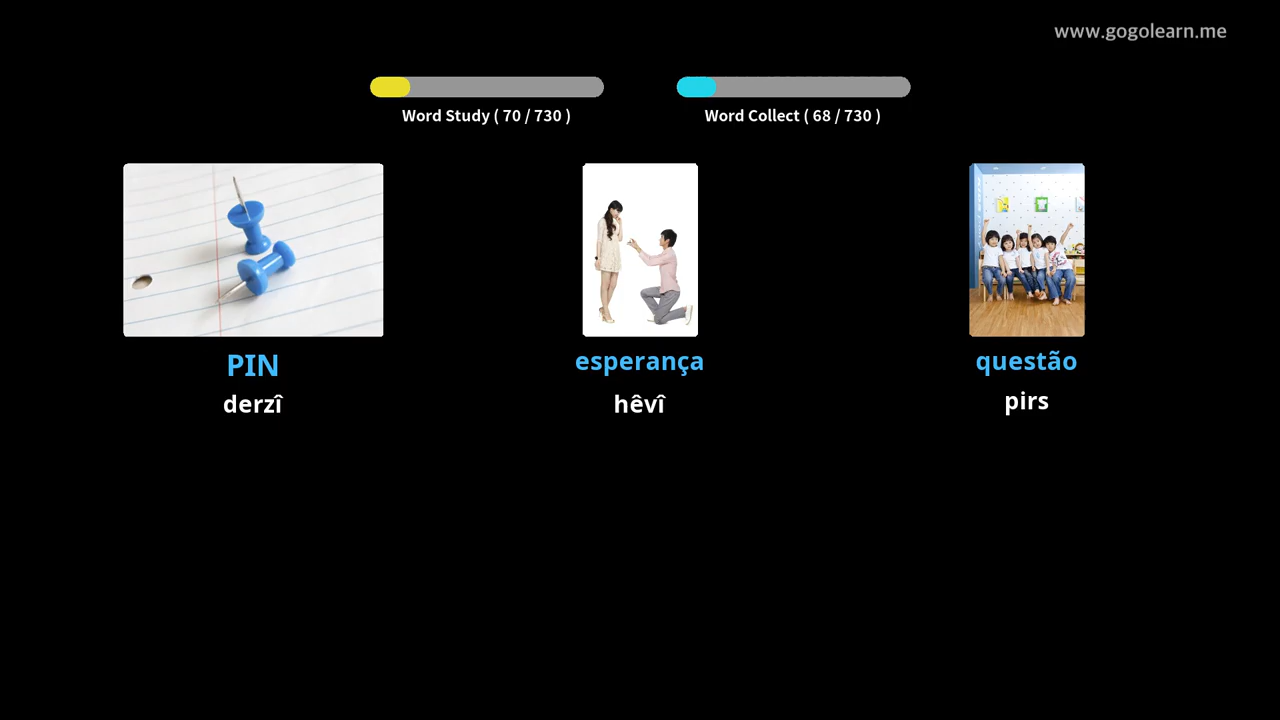 www.gogolearn.me
Word Study ( 70 / 730 )
Word Collect ( 68 / 730 )
PIN
derzî
esperança
hêvî
questão
pirs